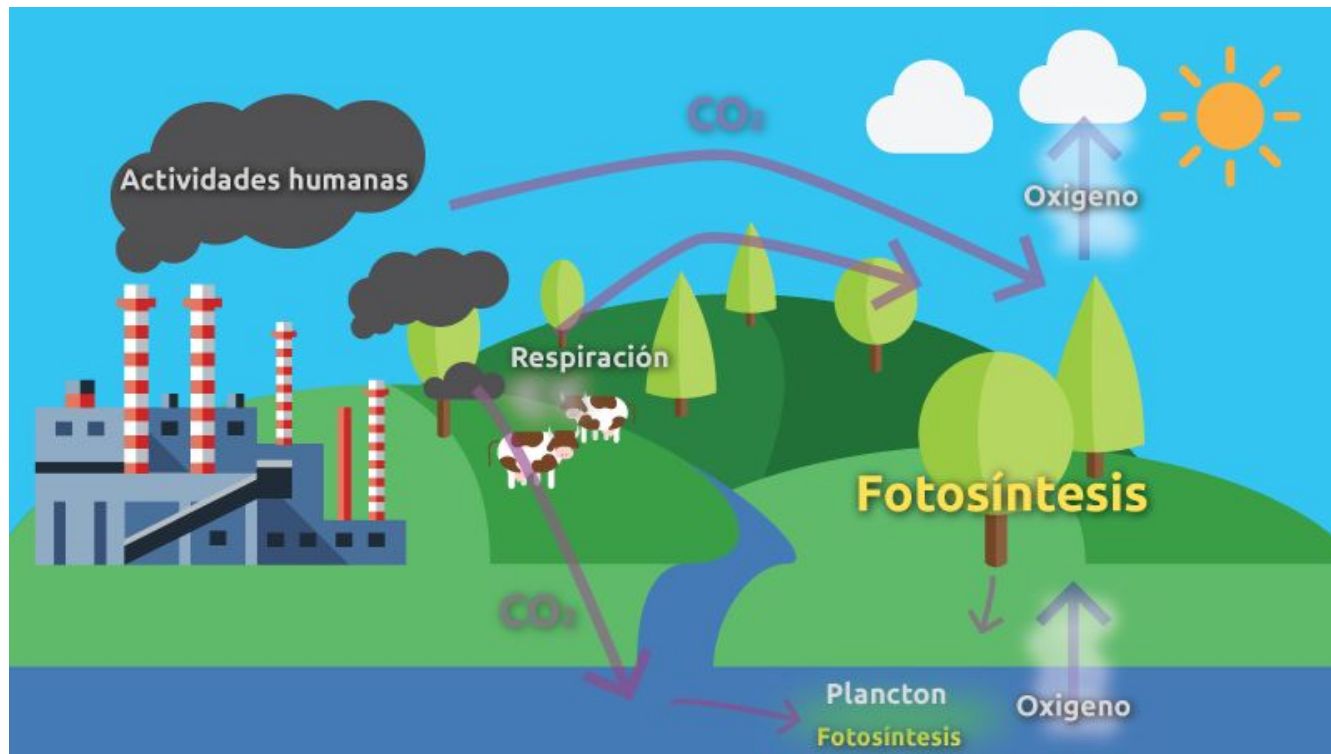 CO₂
Actividades humanas
Oxigeno
Respiración
Fotosíntesis
CO₂
Plancton
Fotosíntesis
Oxigeno